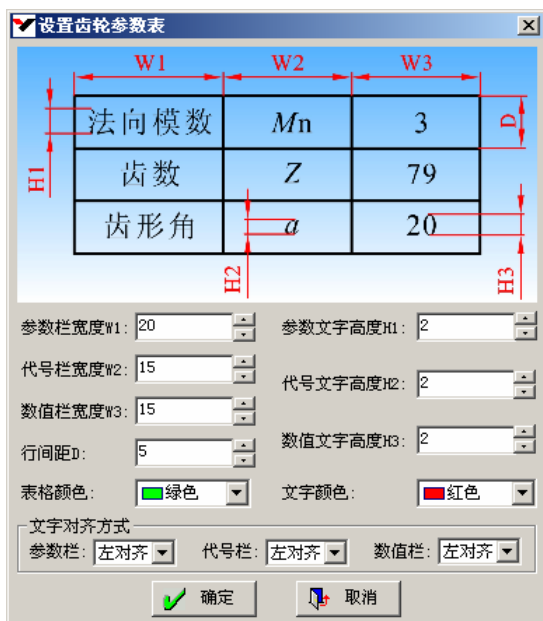 设置齿轮参数表
W1 W2 W3
法向模数 Mn 3
D
H1
齿数 Z 79
齿形角 a 20
H2
H3
参数栏宽度W1: 20 参数文字高度H1: 2
代号栏宽度W2: 15 代号文字高度H2: 2
数值栏宽度W3: 15 数值文字高度H3: 2
行间距D: 5
表格颜色: 绿色 文字颜色: 红色
文字对齐方式
参数栏: 左对齐 代号栏: 左对齐 数值栏: 左对齐
确定 取消